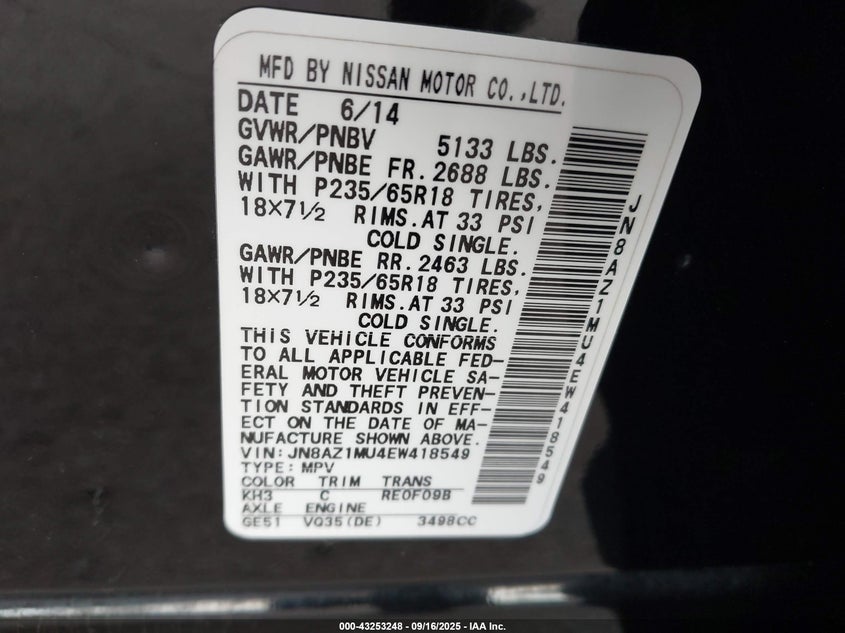 MFD BY NISSAN MOTOR CO.,LTD.
DATE 6/14
GVWR/PNBV 5133 LBS.
GAWR/PNBE FR. 2688 LBS.
WITH P235/65R18 TIRES,
18×7½ RIMS.AT 33 PSI
COLD SINGLE.
GAWR/PNBE RR. 2463 LBS.
WITH P235/65R18 TIRES,
18×7½ RIMS.AT 33 PSI
COLD SINGLE.
THIS VEHICLE CONFORMS
TO ALL APPLICABLE FED-
ERAL MOTOR VEHICLE SA-
FETY AND THEFT PREVEN-
TION STANDARDS IN EFF-
ECT ON THE DATE OF MA-
NUFACTURE SHOWN ABOVE.
VIN: JN8AZ1MU4EW418549
TYPE: MPV
COLOR TRIM TRANS
KH3 C RE0F09B
AXLE ENGINE
GE51 VQ35(DE) 3498CC
JN8AZ1MU4EW418549
000-43253248 - 09/16/2025 - IAA Inc.